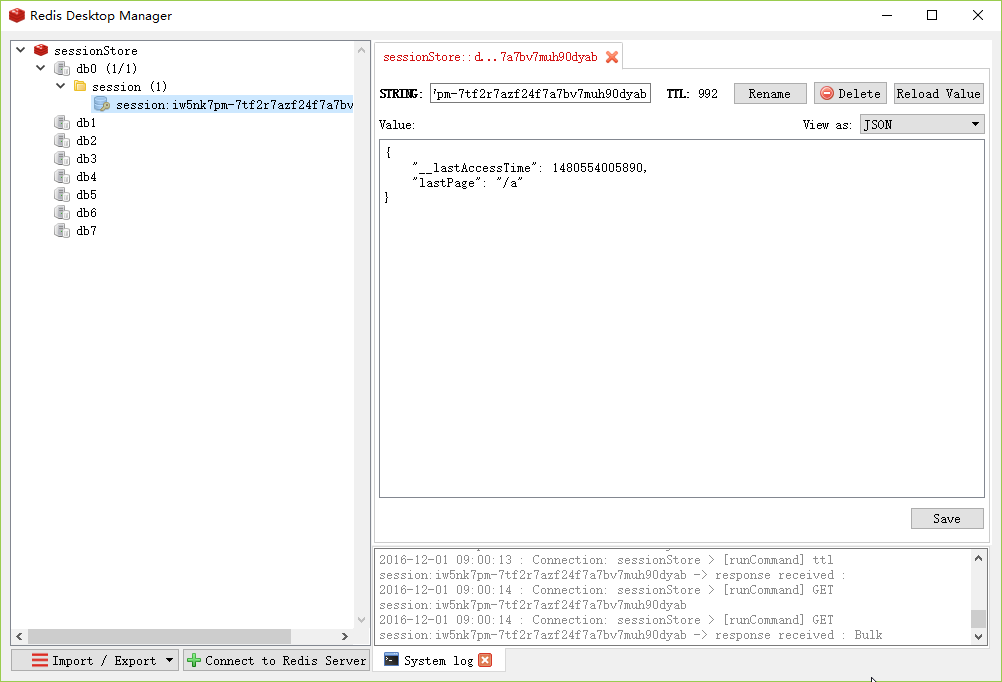 Redis Desktop Manager
sessionStore
db0 (1/1)
session (1)
session:iw5nk7pm-7tf2r7azf24f7a7bv
db1
db2
db3
db4
db5
db6
db7
Import / Export
Connect to Redis Server
sessionStore::d...7a7bv7muh90dyab
STRING: 7pm-7tf2r7azf24f7a7bv7muh90dyab TTL: 992 Rename Delete Reload Value
Value: View as: JSON
{
"__lastAccessTime": 1480554005890,
"lastPage": "/a"
}
Save
2016-12-01 09:00:13 : Connection: sessionStore > [runCommand] ttl
session:iw5nk7pm-7tf2r7azf24f7a7bv7muh90dyab -> response received :
2016-12-01 09:00:14 : Connection: sessionStore > [runCommand] GET
session:iw5nk7pm-7tf2r7azf24f7a7bv7muh90dyab
2016-12-01 09:00:14 : Connection: sessionStore > [runCommand] GET
session:iw5nk7pm-7tf2r7azf24f7a7bv7muh90dyab -> response received : Bulk
System log